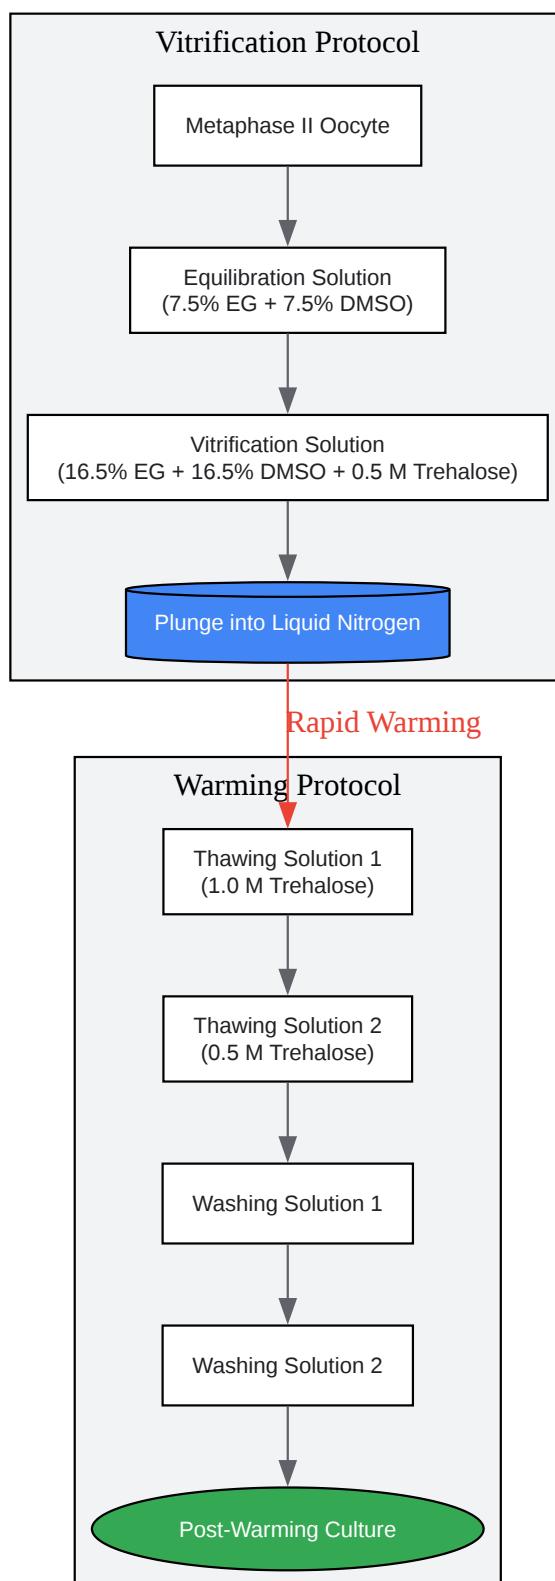 Vitrification Protocol
Metaphase II Oocyte
Equilibration Solution
(7.5% EG + 7.5% DMSO)
Vitrification Solution
(16.5% EG + 16.5% DMSO + 0.5 M Trehalose)
Plunge into Liquid Nitrogen
Rapid Warming
Warming Protocol
Thawing Solution 1
(1.0 M Trehalose)
Thawing Solution 2
(0.5 M Trehalose)
Washing Solution 1
Washing Solution 2
Post-Warming Culture